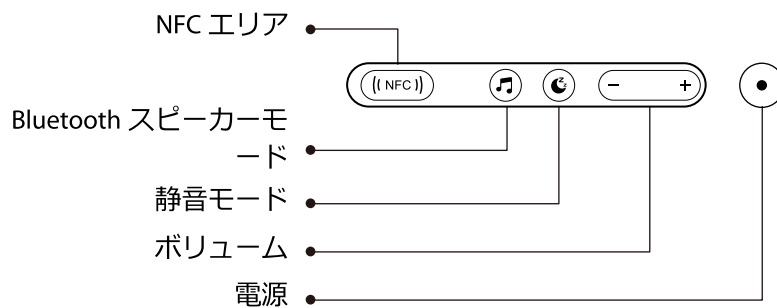 NFC エリア
((NFC))
− +
Bluetooth スピーカーモ
ード
静音モード
ボリューム
電源